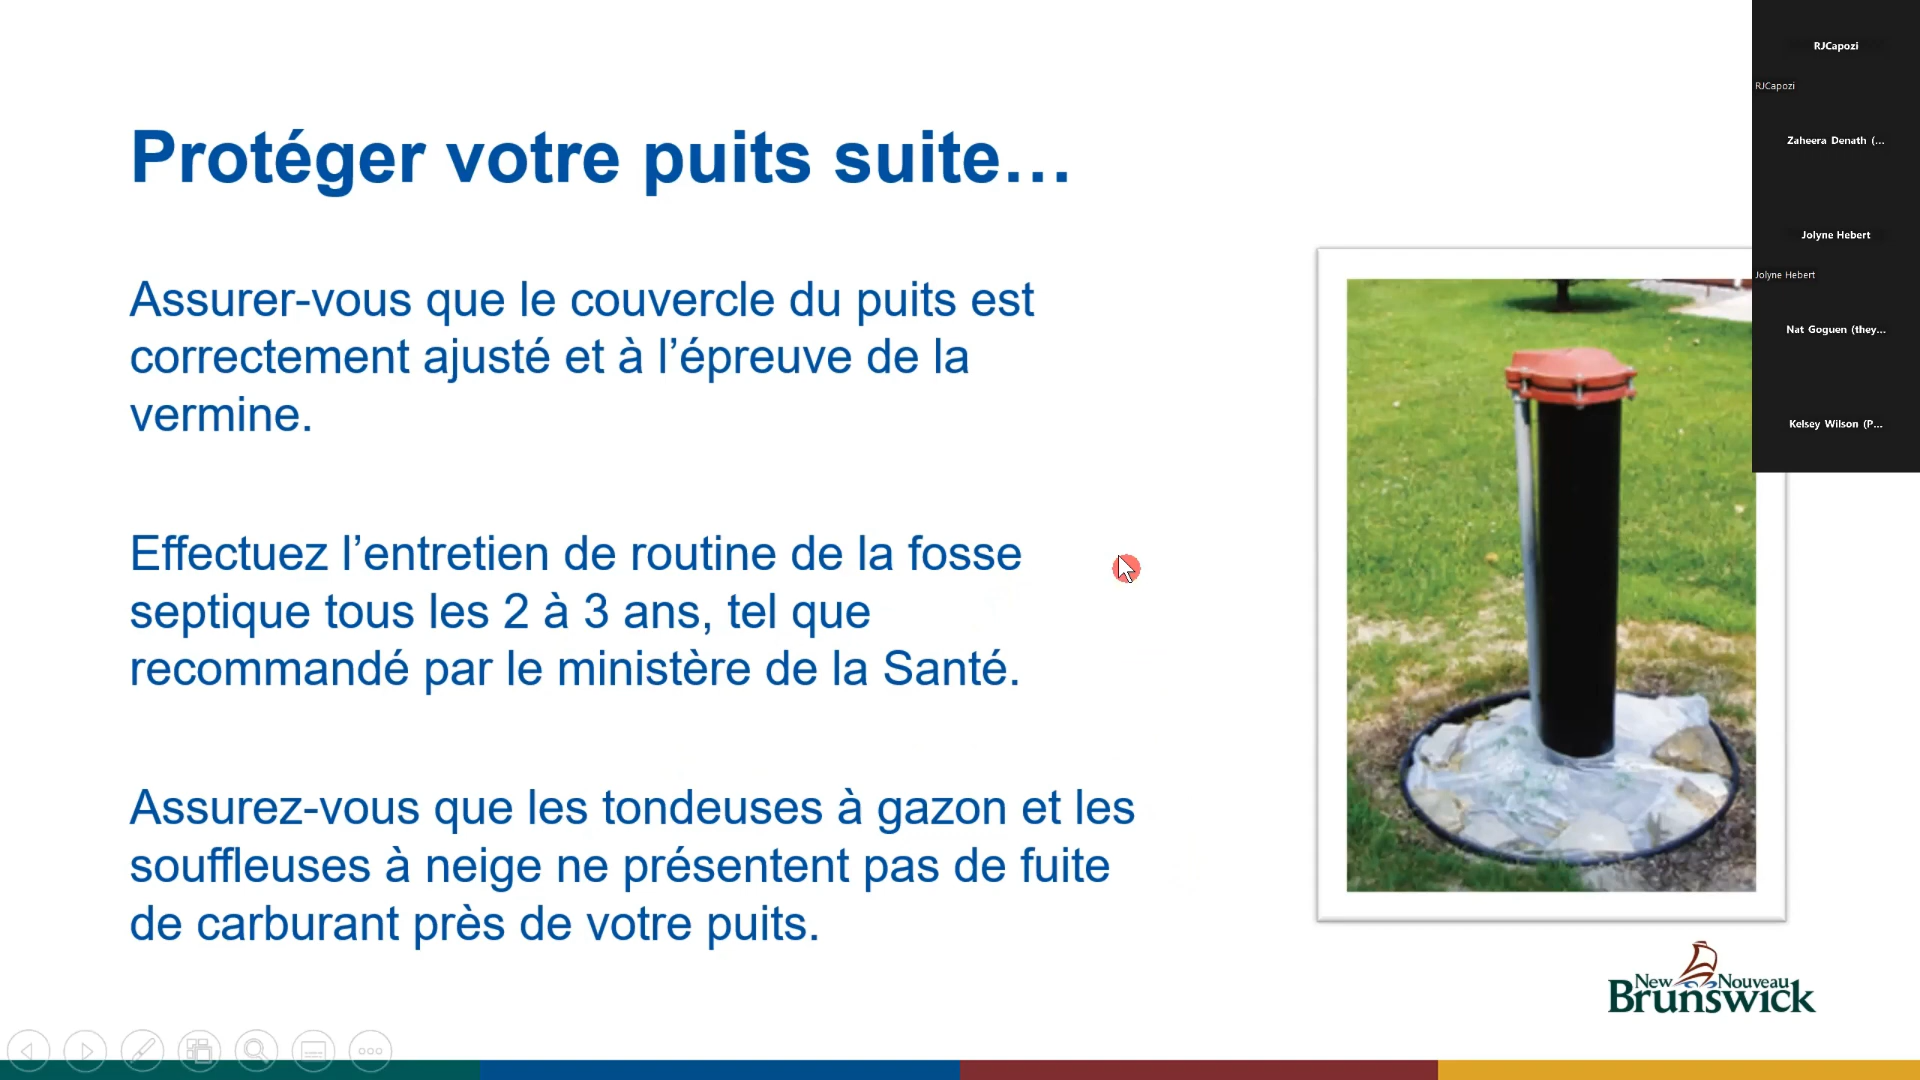 Protéger votre puits suite…
Assurer-vous que le couvercle du puits est
correctement ajusté et à l’épreuve de la
vermine.
Effectuez l’entretien de routine de la fosse
septique tous les 2 à 3 ans, tel que
recommandé par le ministère de la Santé.
Assurez-vous que les tondeuses à gazon et les
souffleuses à neige ne présentent pas de fuite
de carburant près de votre puits.
RJCapozi
RJCapozi
Zaheera Denath (...
Jolyne Hebert
Jolyne Hebert
Nat Goguen (they...
Kelsey Wilson (P...
New Nouveau
Brunswick